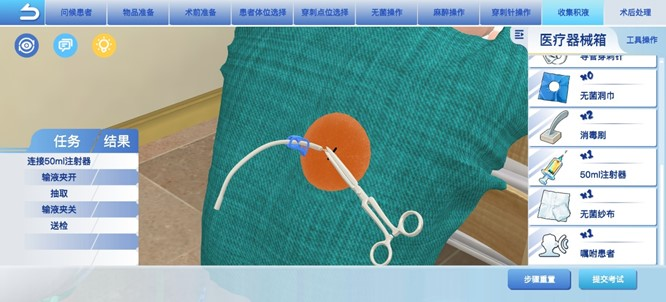 问候患者
物品准备
术前准备
患者体位选择
穿刺点位选择
无菌操作
麻醉操作
穿刺针操作
收集积液
术后处理
医疗器械箱
工具操作
导管穿刺针
x0
无菌洞巾
x2
消毒刷
x1
50ml注射器
x1
无菌纱布
x1
嘱咐患者
任务
结果
连接50ml注射器
输液夹开
抽取
输液夹关
送检
步骤重置
提交考试